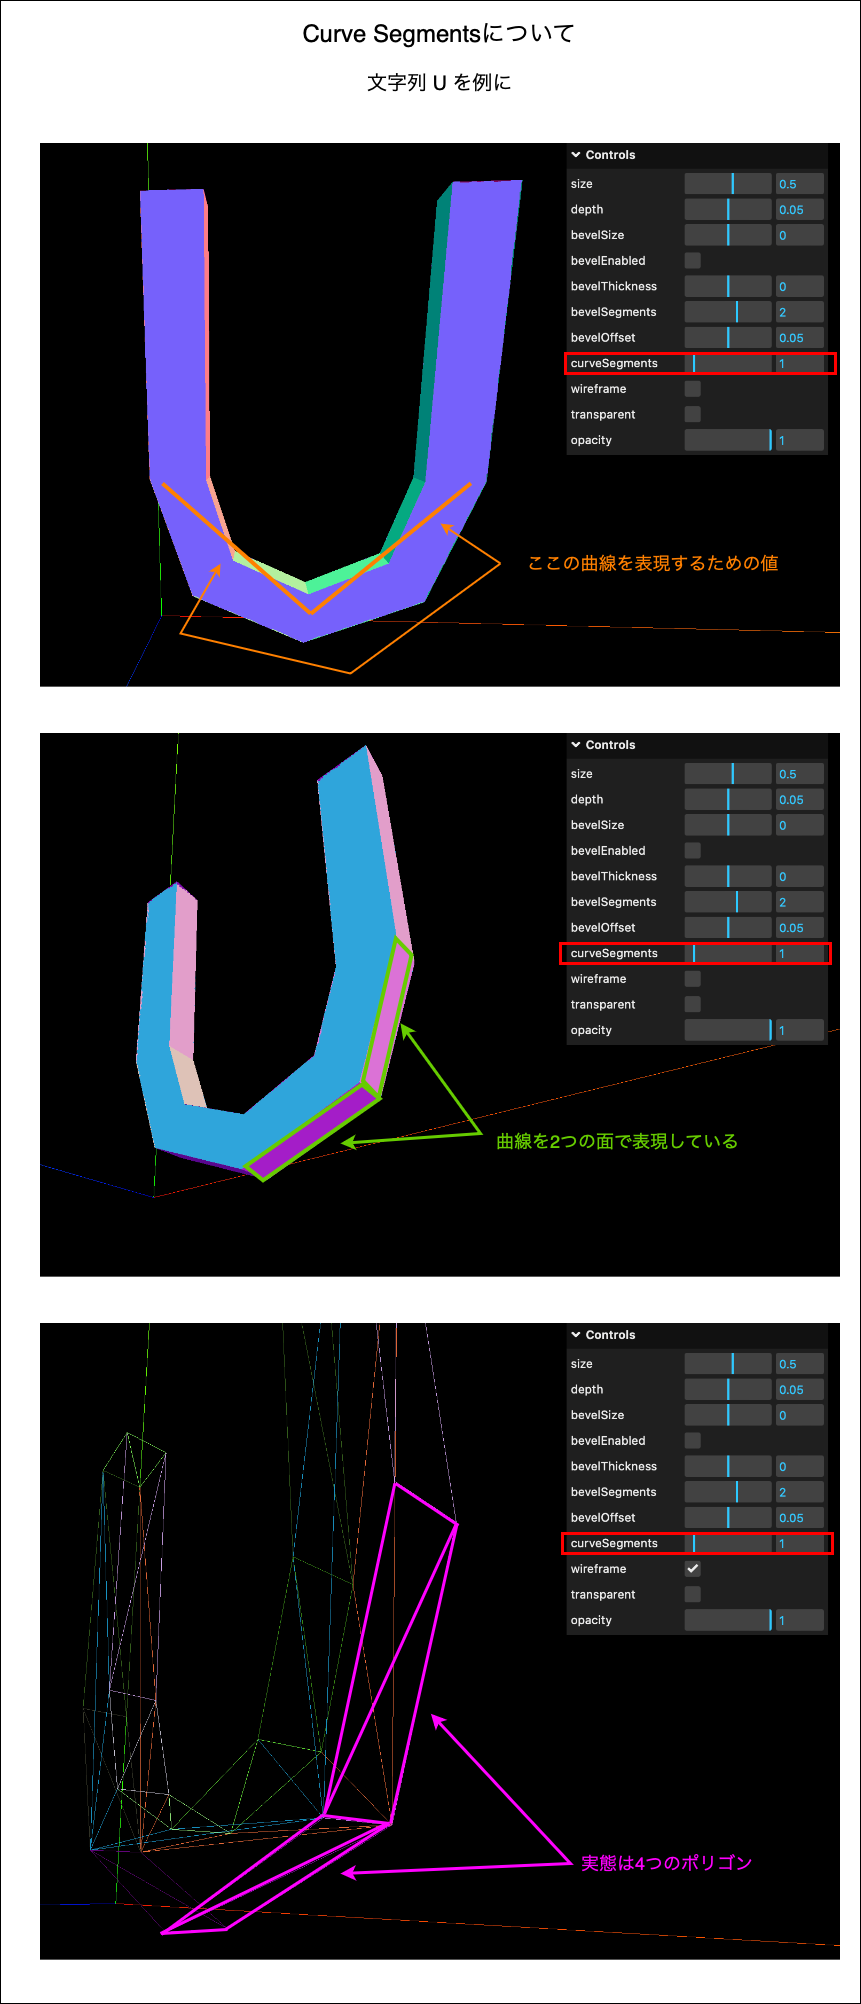 Curve Segmentsについて
文字列 U を例に
Controls
size 0.5
depth 0.05
bevelSize 0
bevelEnabled
bevelThickness 0
bevelSegments 2
bevelOffset 0.05
curveSegments 1
wireframe
transparent
opacity 1
ここの曲線を表現するための値
Controls
size 0.5
depth 0.05
bevelSize 0
bevelEnabled
bevelThickness 0
bevelSegments 2
bevelOffset 0.05
curveSegments 1
wireframe
transparent
opacity 1
曲線を2つの面で表現している
Controls
size 0.5
depth 0.05
bevelSize 0
bevelEnabled
bevelThickness 0
bevelSegments 2
bevelOffset 0.05
curveSegments 1
wireframe
transparent
opacity 1
実態は4つのポリゴン